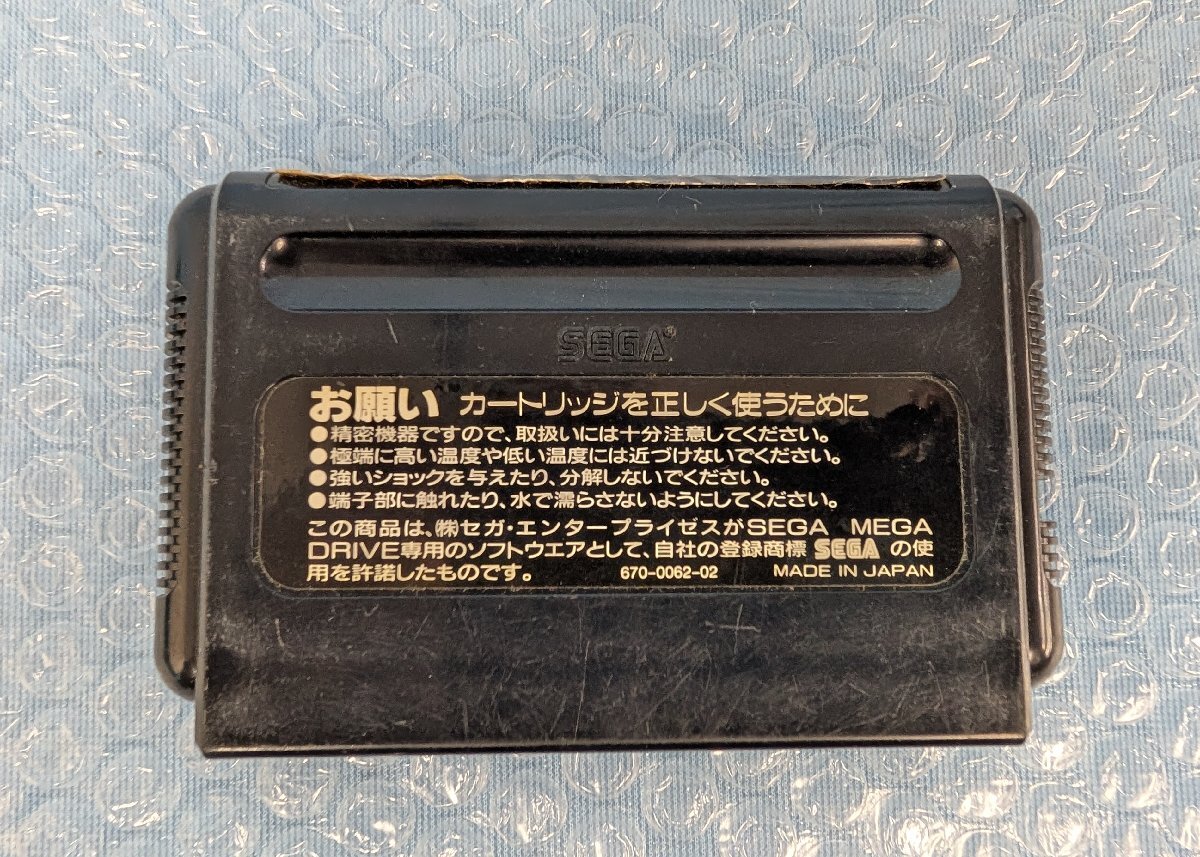 SEGA®
お願い カートリッジを正しく使うために
●精密機器ですので、取扱いには十分注意してください。
●極端に高い温度や低い温度には近づけないでください。
●強いショックを与えたり、分解しないでください。
●端子部に触れたり、水で濡らさないようにしてください。
この商品は、㈱セガ・エンタープライゼスがSEGA MEGA
DRIVE専用のソフトウエアとして、自社の登録商標 SEGA の使
用を許諾したものです。 670-0062-02 MADE IN JAPAN